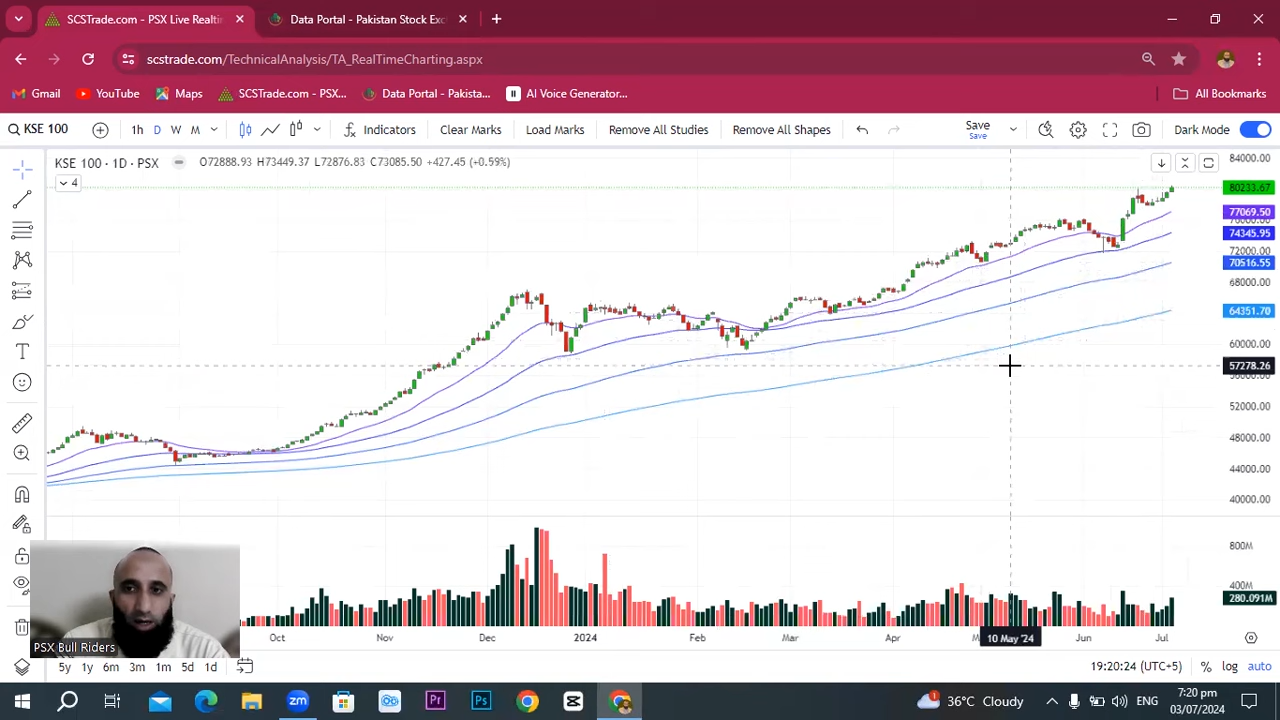 SCSTrade.com - PSX Live Realti
Data Portal - Pakistan Stock Exc
scstrade.com/TechnicalAnalysis/TA_RealTimeCharting.aspx
Gmail YouTube Maps SCSTrade.com - PSX... Data Portal - Pakista... AI Voice Generator... All Bookmarks
KSE 100 1h D W M Indicators Clear Marks Load Marks Remove All Studies Remove All Shapes Save Dark Mode
Save
KSE 100 · 1D · PSX O72888.93 H73449.37 L72876.83 C73085.50 +427.45 (+0.59%)
4
84000.00
80233.67
77069.50
74345.95
72000.00
70516.55
68000.00
64351.70
60000.00
57278.26
52000.00
48000.00
44000.00
40000.00
800M
400M
280.091M
PSX Bull Riders
Oct Nov Dec 2024 Feb Mar Apr 10 May '24 Jun Jul
5y 1y 6m 3m 1m 5d 1d 19:20:24 (UTC+5) % log auto
zm Pr Ps 1 36°C Cloudy ENG 7:20 pm
03/07/2024